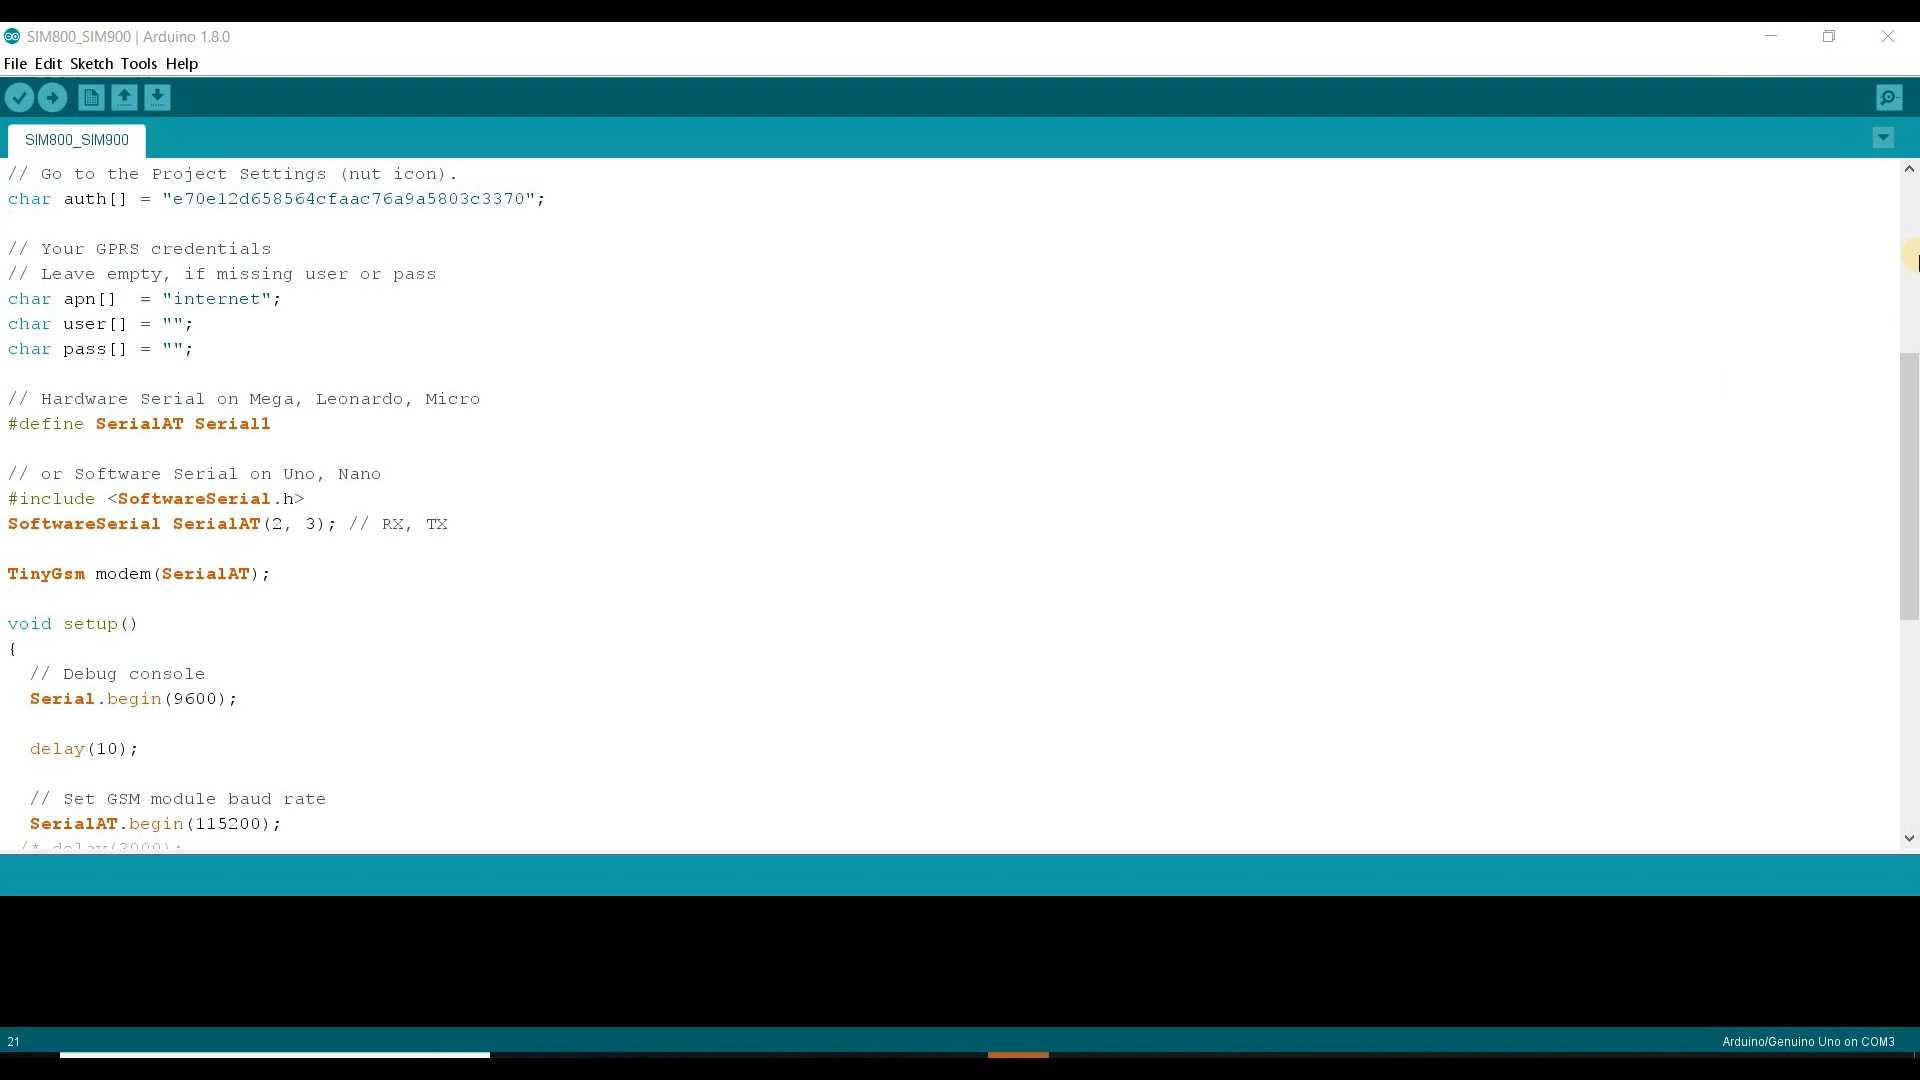 SIM800_SIM900 | Arduino 1.8.0
File Edit Sketch Tools Help
SIM800_SIM900
// Go to the Project Settings (nut icon).
char auth[] = "e70e12d658564cfaac76a9a5803c3370";
// Your GPRS credentials
// Leave empty, if missing user or pass
char apn[]  = "internet";
char user[] = "";
char pass[] = "";
// Hardware Serial on Mega, Leonardo, Micro
#define SerialAT Serial1
// or Software Serial on Uno, Nano
#include <SoftwareSerial.h>
SoftwareSerial SerialAT(2, 3); // RX, TX
TinyGsm modem(SerialAT);
void setup()
{
  // Debug console
  Serial.begin(9600);
  delay(10);
  // Set GSM module baud rate
  SerialAT.begin(115200);
 /* delay(3000);
21
Arduino/Genuino Uno on COM3